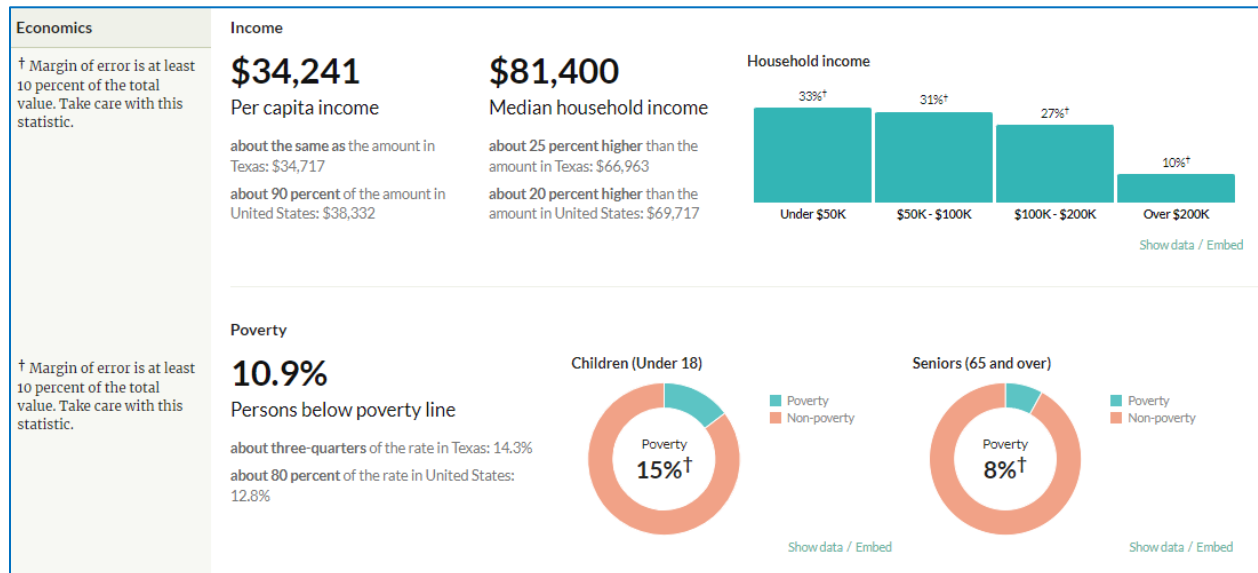 Economics
† Margin of error is at least
10 percent of the total
value. Take care with this
statistic.
Income
$34,241
Per capita income
about the same as the amount in
Texas: $34,717
about 90 percent of the amount in
United States: $38,332
$81,400
Median household income
about 25 percent higher than the
amount in Texas: $66,963
about 20 percent higher than the
amount in United States: $69,717
Household income
33%†
31%†
27%†
10%†
Under $50K
$50K - $100K
$100K - $200K
Over $200K
Show data / Embed
† Margin of error is at least
10 percent of the total
value. Take care with this
statistic.
Poverty
10.9%
Persons below poverty line
about three-quarters of the rate in Texas: 14.3%
about 80 percent of the rate in United States:
12.8%
Children (Under 18)
Poverty
15%†
Poverty
Non-poverty
Show data / Embed
Seniors (65 and over)
Poverty
8%†
Poverty
Non-poverty
Show data / Embed